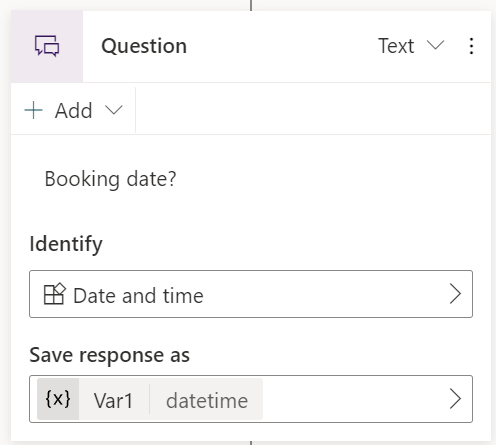 Question Text
Add
Booking date?
Identify
Date and time
Save response as
{x} Var1 datetime